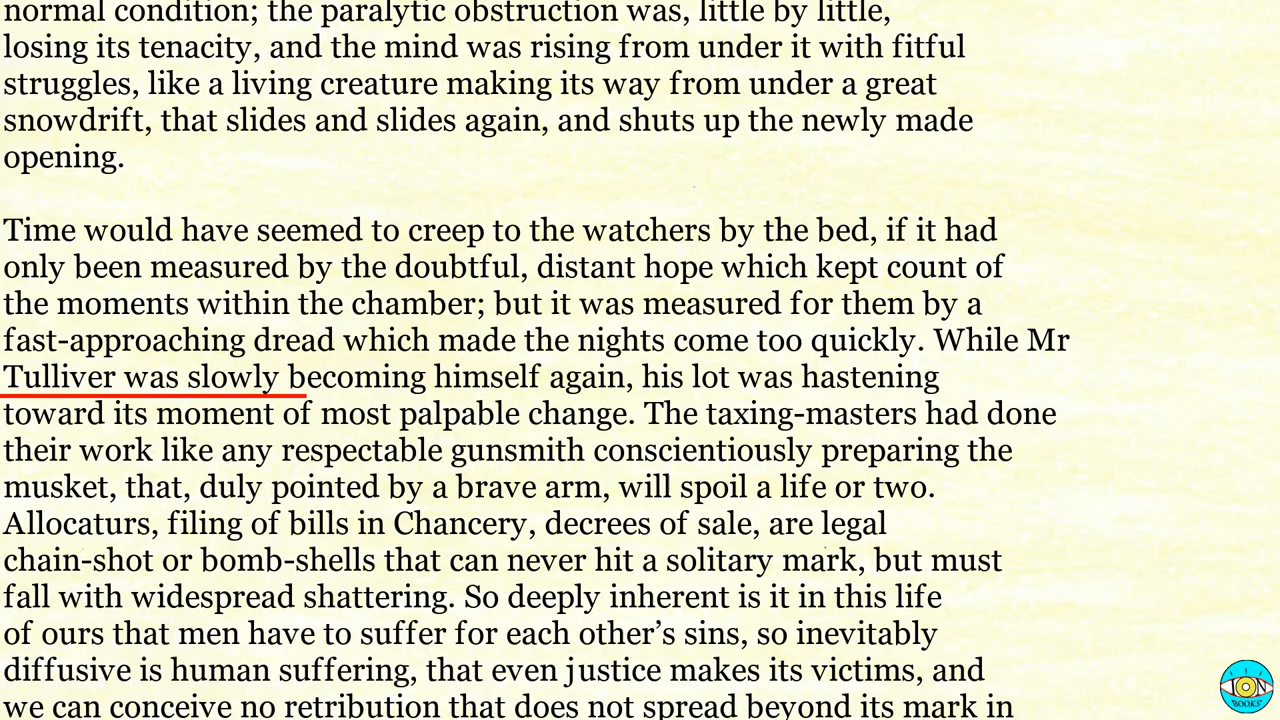 normal condition; the paralytic obstruction was, little by little,
losing its tenacity, and the mind was rising from under it with fitful
struggles, like a living creature making its way from under a great
snowdrift, that slides and slides again, and shuts up the newly made
opening.
Time would have seemed to creep to the watchers by the bed, if it had
only been measured by the doubtful, distant hope which kept count of
the moments within the chamber; but it was measured for them by a
fast-approaching dread which made the nights come too quickly. While Mr
Tulliver was slowly becoming himself again, his lot was hastening
toward its moment of most palpable change. The taxing-masters had done
their work like any respectable gunsmith conscientiously preparing the
musket, that, duly pointed by a brave arm, will spoil a life or two.
Allocaturs, filing of bills in Chancery, decrees of sale, are legal
chain-shot or bomb-shells that can never hit a solitary mark, but must
fall with widespread shattering. So deeply inherent is it in this life
of ours that men have to suffer for each other’s sins, so inevitably
diffusive is human suffering, that even justice makes its victims, and
we can conceive no retribution that does not spread beyond its mark in
ION
BOOKS